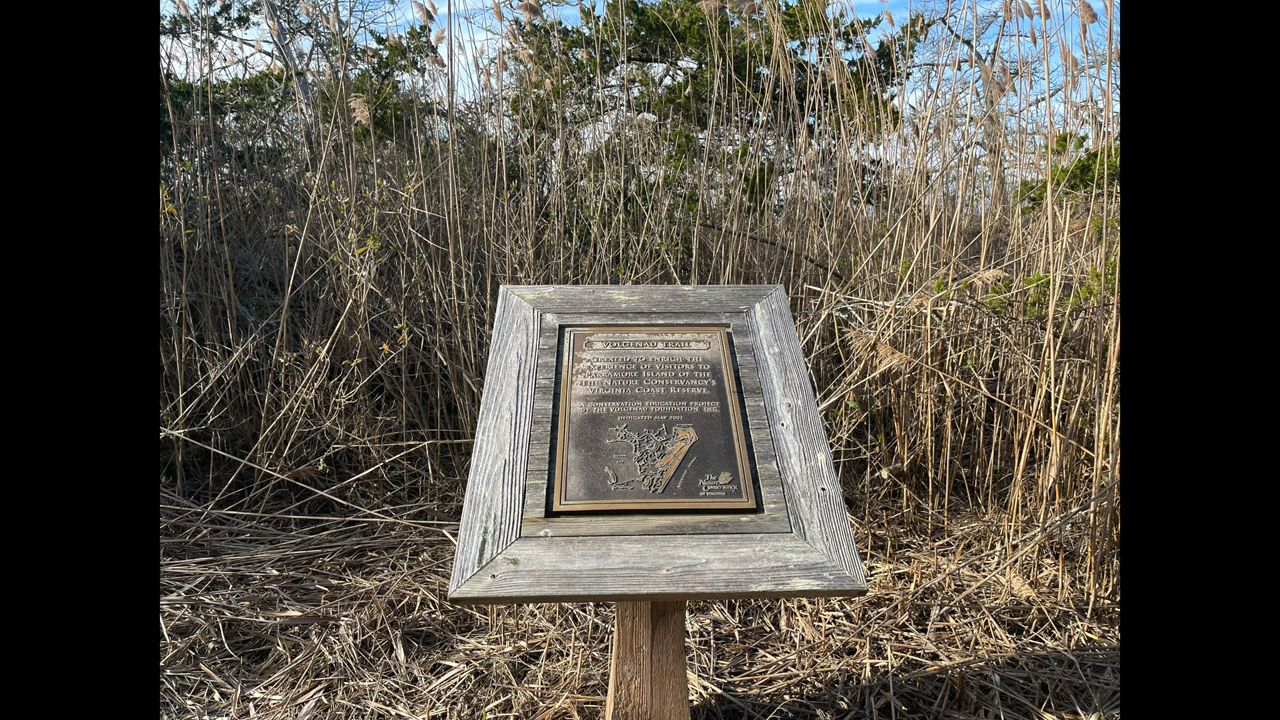 VOLGENAU TRAIL
CREATED TO ENRICH THE
EXPERIENCE OF VISITORS TO
PARRAMORE ISLAND OF THE
THE NATURE CONSERVANCY'S
VIRGINIA COAST RESERVE.
A CONSERVATION EDUCATION PROJECT
OF THE VOLGENAU FOUNDATION, INC.
DEDICATED MAY 2002
The
Nature
Conservancy
OF VIRGINIA